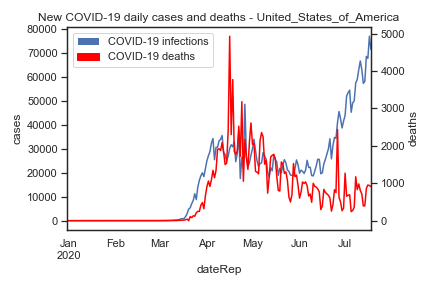 New COVID-19 daily cases and deaths - United_States_of_America
COVID-19 infections
COVID-19 deaths
cases
80000
70000
60000
50000
40000
30000
20000
10000
0
deaths
5000
4000
3000
2000
1000
0
Jan Feb Mar Apr May Jun Jul
2020
dateRep